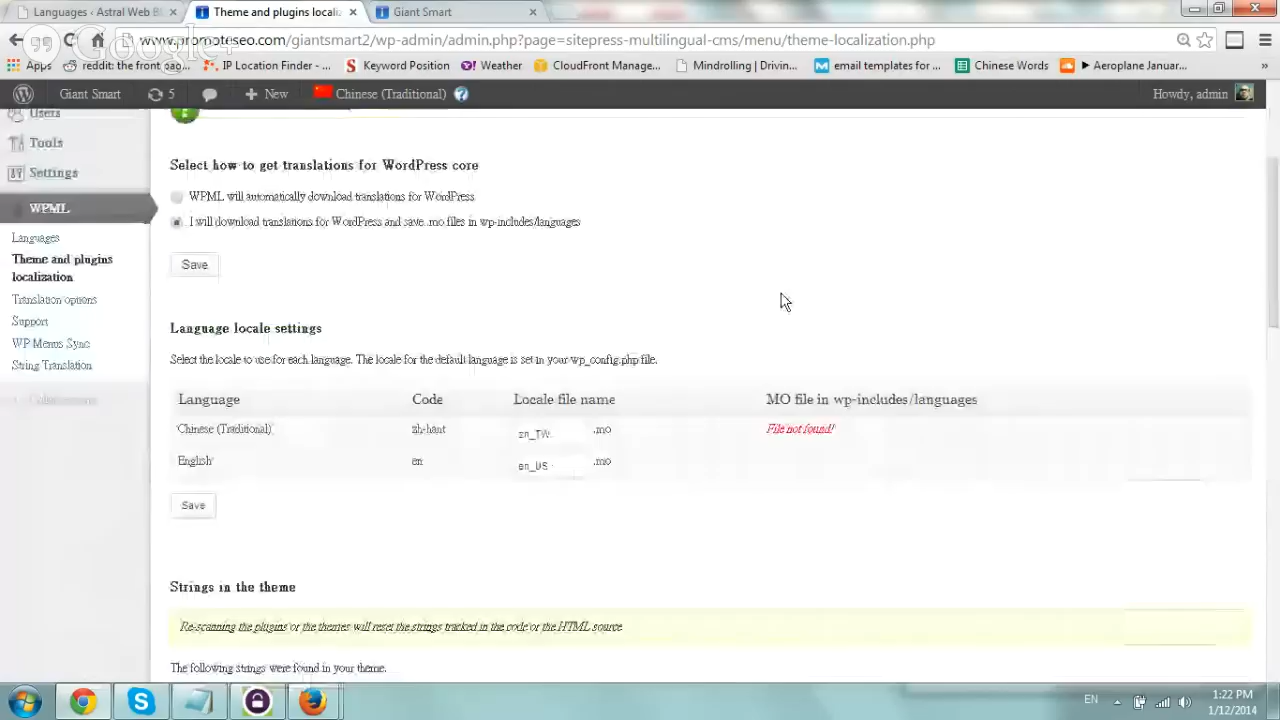 Languages ‹ Astral Web Bl
Theme and plugins locali
Giant Smart
www.promoteseo.com/giantsmart2/wp-admin/admin.php?page=sitepress-multilingual-cms/menu/theme-localization.php
Google+
Apps
reddit: the front pag...
IP Location Finder - ...
Keyword Position
Weather
CloudFront Manage...
Mindrolling | Drivin...
email templates for ...
Chinese Words
▶ Aeroplane Januar...
»
Giant Smart
5
+ New
Chinese (Traditional)
Howdy, admin
Users
Tools
Settings
WPML
Languages
Theme and plugins
localization
Translation options
Support
WP Menus Sync
String Translation
Select how to get translations for WordPress core
WPML will automatically download translations for WordPress
I will download translations for WordPress and save .mo files in wp-includes/languages
Save
Language locale settings
Select the locale to use for each language. The locale for the default language is set in your wp_config.php file.
Language Code Locale file name MO file in wp-includes/languages
Chinese (Traditional) zh-hant zh_TW .mo File not found!
English en en_US .mo
Save
Strings in the theme
Re-scanning the plugins or the themes will reset the strings tracked in the code or the HTML source
The following strings were found in your theme.
EN
1:22 PM
1/12/2014